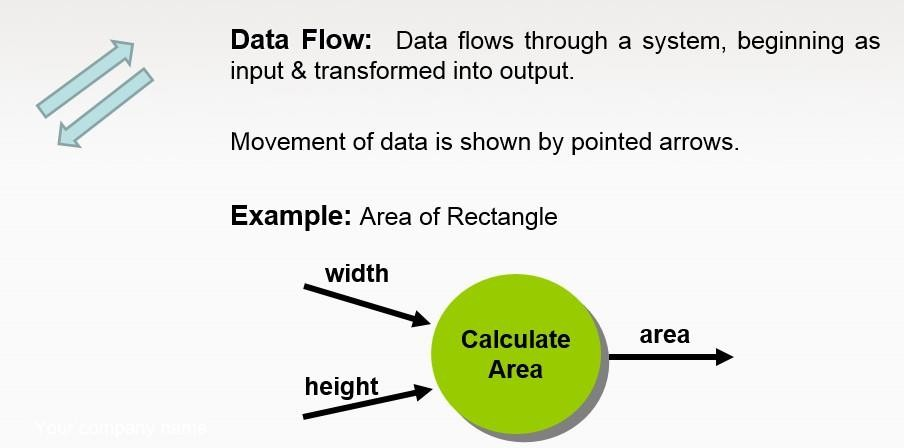 Data Flow: Data flows through a system, beginning as
input & transformed into output.
Movement of data is shown by pointed arrows.
Example: Area of Rectangle
width
height
Calculate
Area
area
Your company name